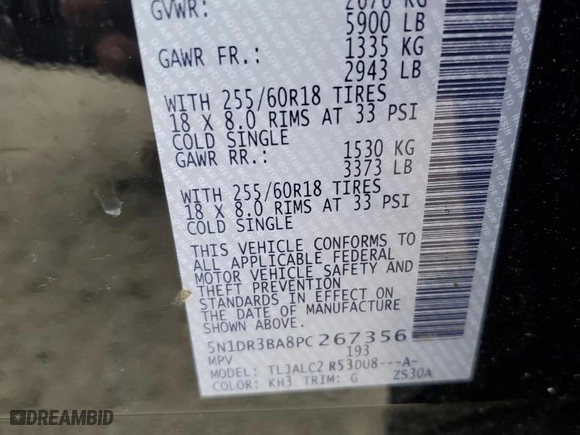 GVWR: 2676 KG
5900 LB
GAWR FR.: 1335 KG
2943 LB
WITH 255/60R18 TIRES
18 X 8.0 RIMS AT 33 PSI
COLD SINGLE
GAWR RR.: 1530 KG
3373 LB
WITH 255/60R18 TIRES
18 X 8.0 RIMS AT 33 PSI
COLD SINGLE
THIS VEHICLE CONFORMS TO
ALL APPLICABLE FEDERAL
MOTOR VEHICLE SAFETY AND
THEFT PREVENTION
STANDARDS IN EFFECT ON
THE DATE OF MANUFACTURE
SHOWN ABOVE.
5N1DR3BA8PC267356
MPV 193
MODEL: TLJALC2 R53DU8---A-
COLOR: KH3 TRIM: G ZS30A
DREAMBID